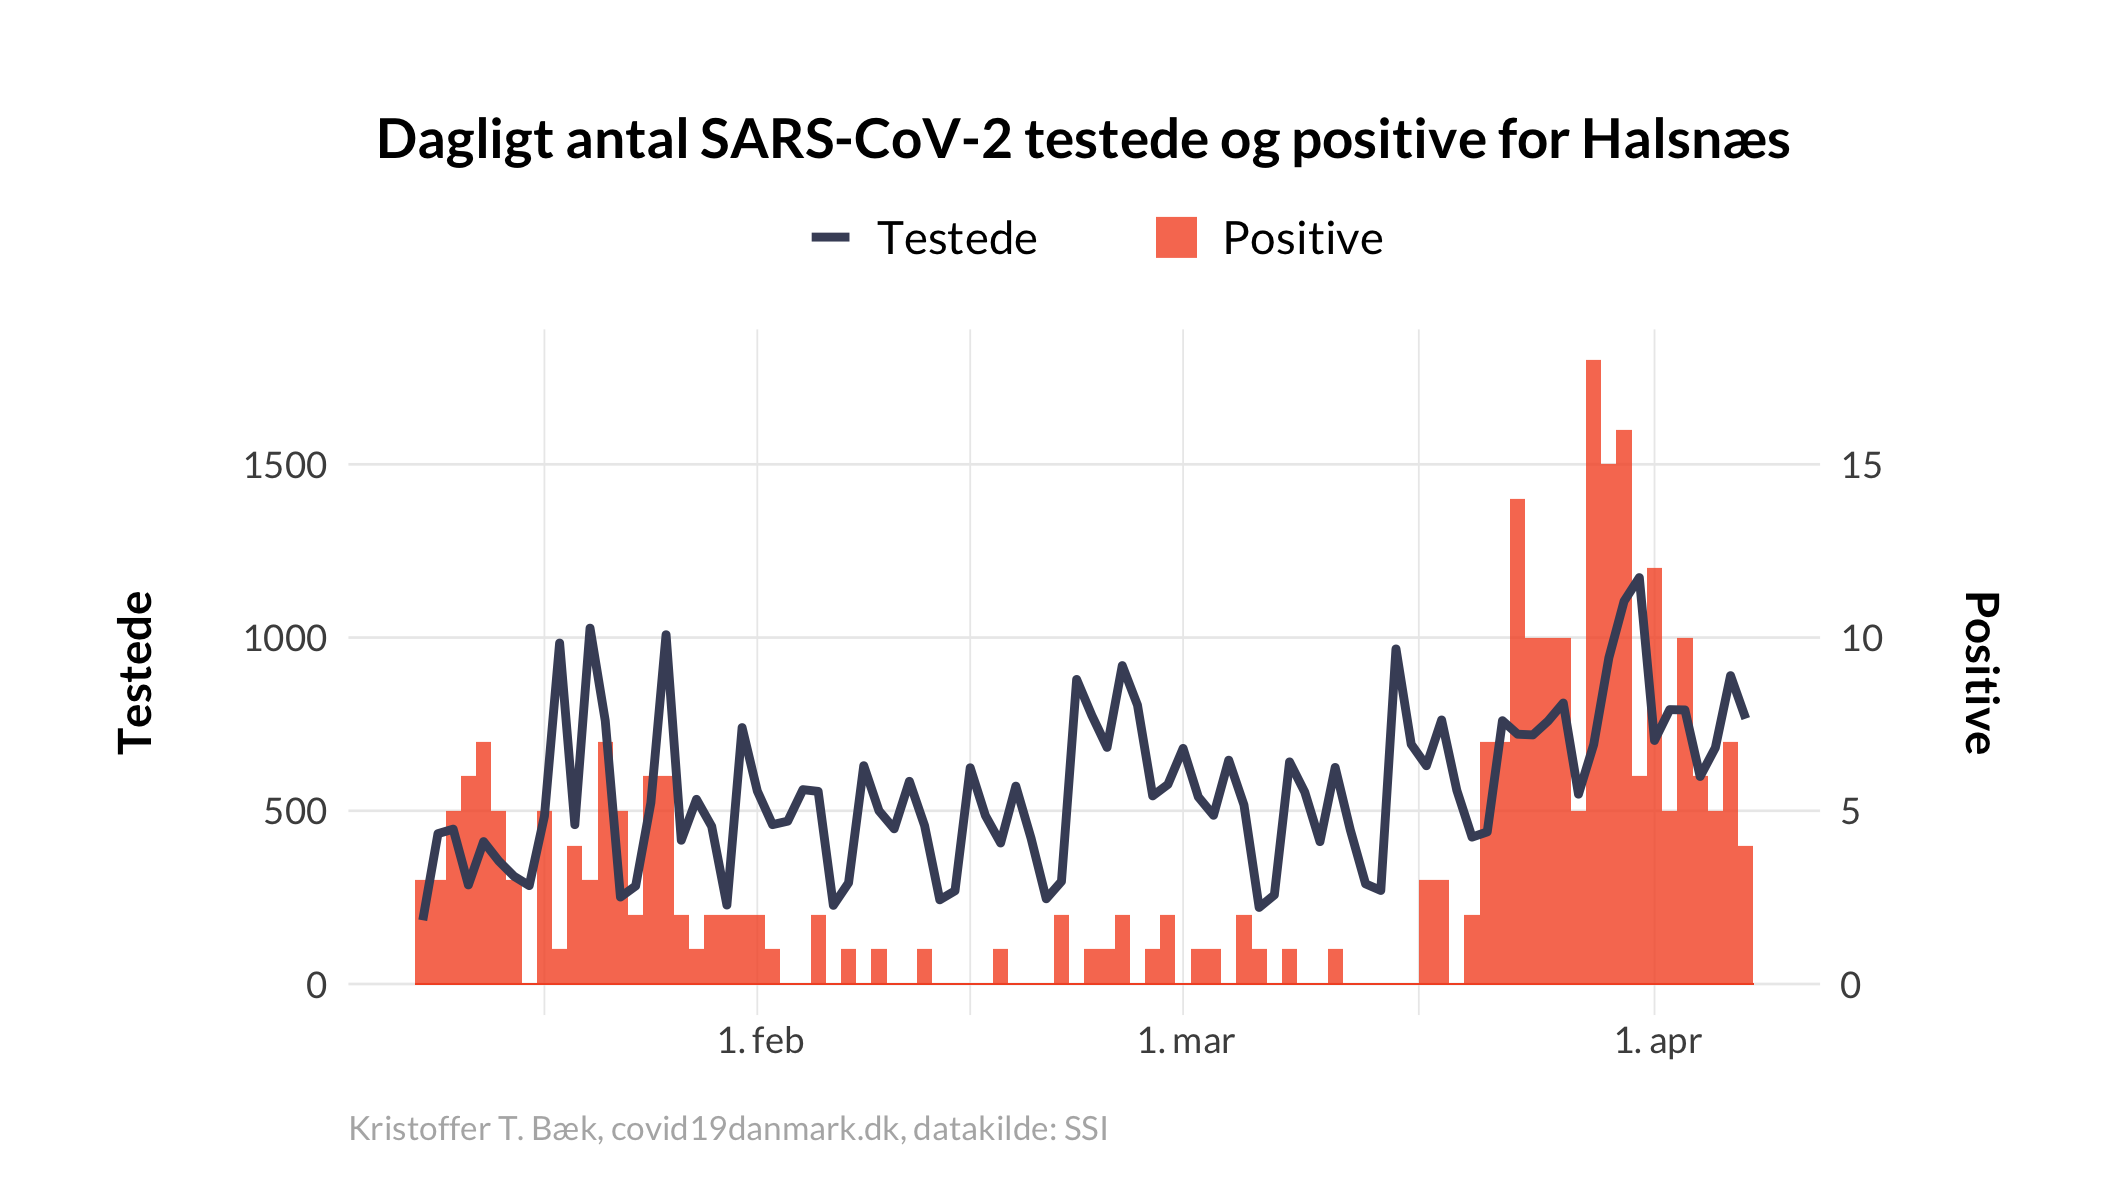 Dagligt antal SARS-CoV-2 testede og positive for Halsnæs
Testede Positive
1500 15
1000 10
500 5
0 0
Testede
Positive
1. feb 1. mar 1. apr
Kristoffer T. Bæk, covid19danmark.dk, datakilde: SSI